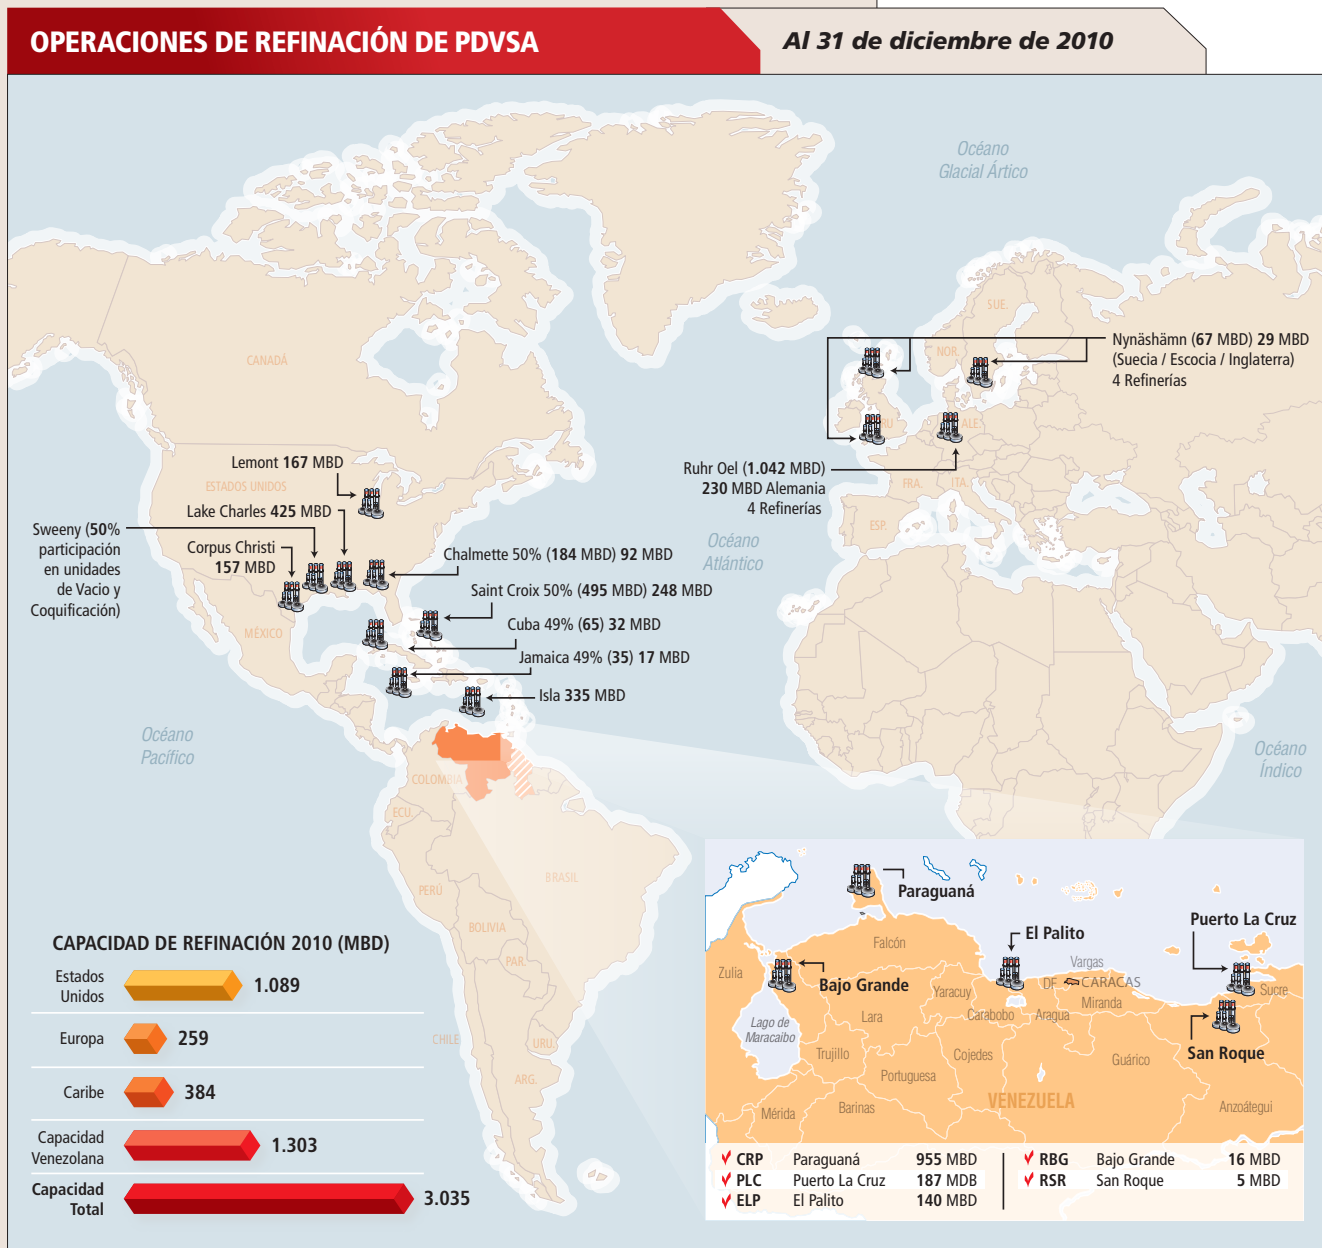 OPERACIONES DE REFINACIÓN DE PDVSA
Al 31 de diciembre de 2010
Océano
Glacial Ártico
SUE.
NOR.
CANADÁ
Nynäshämn (67 MBD) 29 MBD
(Suecia / Escocia / Inglaterra)
4 Refinerías
RU
ALE.
Lemont 167 MBD
ESTADOS UNIDOS
Lake Charles 425 MBD
Ruhr Oel (1.042 MBD)
230 MBD Alemania
4 Refinerías
FRA.
ITA.
ESP.
Sweeny (50%
participación
en unidades
de Vacio y
Coquificación)
Corpus Christi
157 MBD
Océano
Atlántico
Chalmette 50% (184 MBD) 92 MBD
Saint Croix 50% (495 MBD) 248 MBD
Cuba 49% (65) 32 MBD
MÉXICO
Jamaica 49% (35) 17 MBD
Isla 335 MBD
Océano
Pacífico
Océano
Índico
COLOMBIA
ECU.
PERÚ
BRASIL
BOLIVIA
PAR.
CHILE
URU.
ARG.
CAPACIDAD DE REFINACIÓN 2010 (MBD)
Estados
Unidos
1.089
Europa
259
Caribe
384
Capacidad
Venezolana
1.303
Capacidad
Total
3.035
Paraguaná
Puerto La Cruz
El Palito
Falcón
Zulia
Bajo Grande
Vargas
DF
CARACAS
Sucre
Yaracuy
Miranda
Carabobo
Aragua
Lara
Lago de
Maracaibo
San Roque
Trujillo
Cojedes
Guárico
Portuguesa
VENEZUELA
Mérida
Barinas
Anzoátegui
CRP Paraguaná 955 MBD
PLC Puerto La Cruz 187 MDB
ELP El Palito 140 MBD
RBG Bajo Grande 16 MBD
RSR San Roque 5 MBD